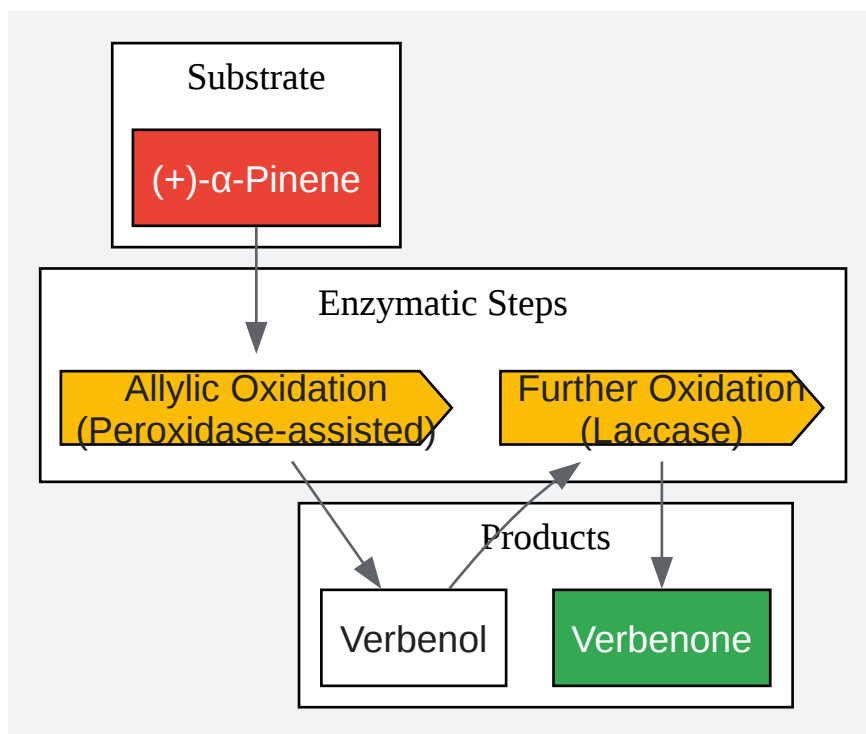 Substrate
(+)-α-Pinene
Enzymatic Steps
Allylic Oxidation
(Peroxidase-assisted)
Further Oxidation
(Laccase)
Products
Verbenol
Verbenone